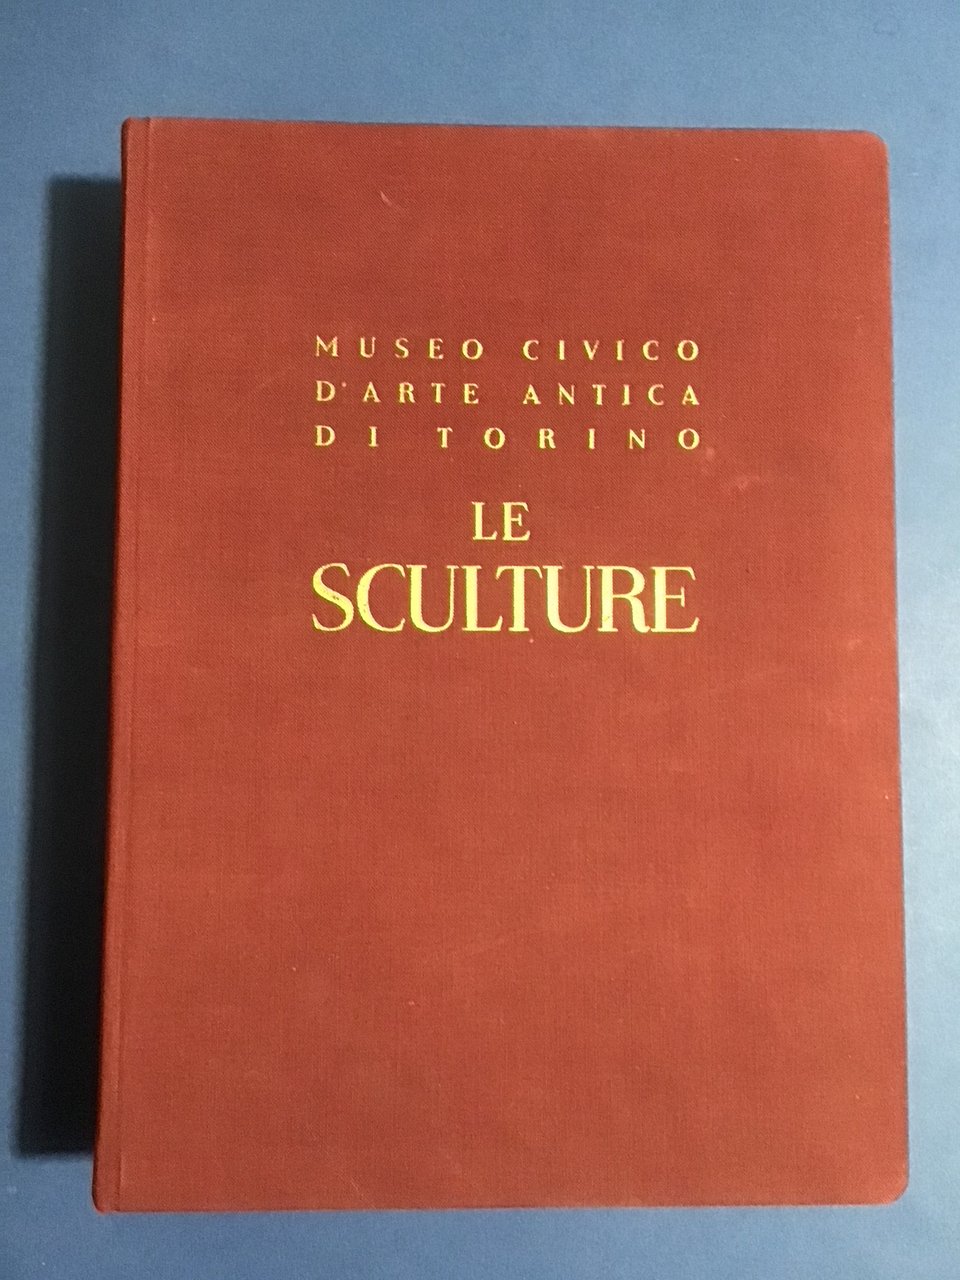 MUSEO CIVICO
D'ARTE ANTICA
DI TORINO
LE
SCULTURE